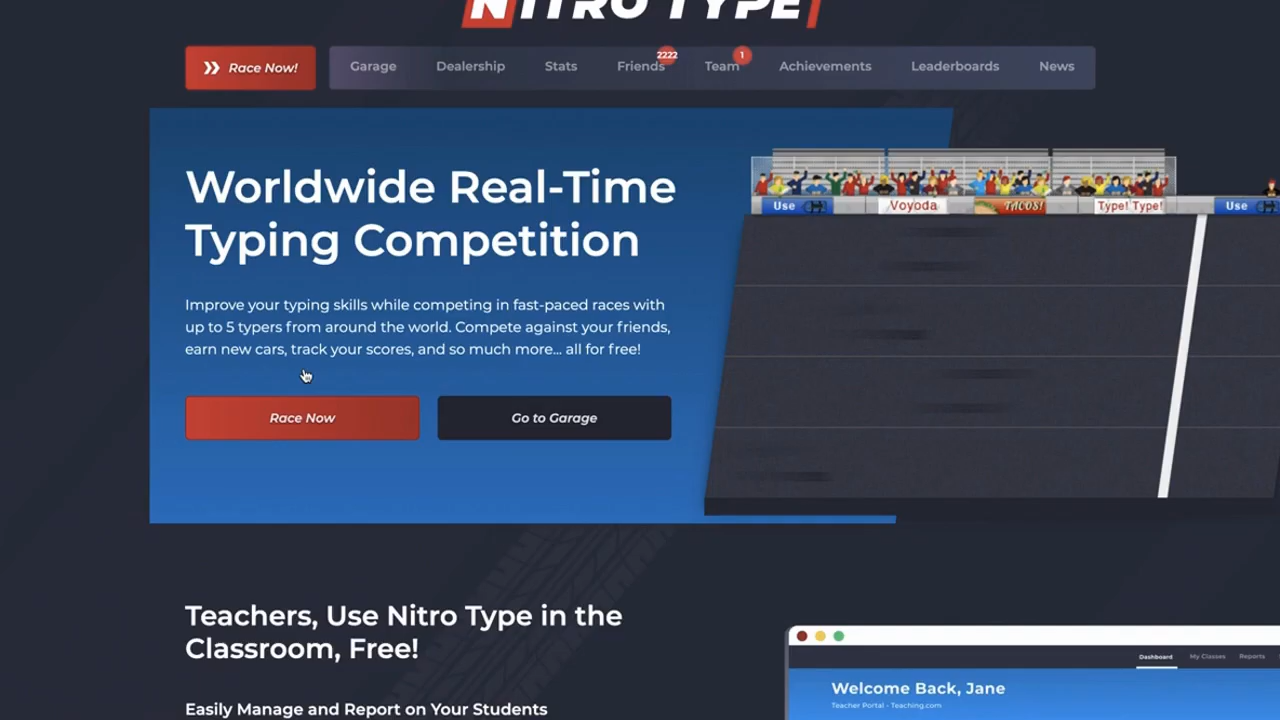 NITRO TYPE
Race Now!
Garage
Dealership
Stats
Friends
2222
Team
1
Achievements
Leaderboards
News
Worldwide Real-Time
Typing Competition
Improve your typing skills while competing in fast-paced races with
up to 5 typers from around the world. Compete against your friends,
earn new cars, track your scores, and so much more... all for free!
Race Now
Go to Garage
Use
Voyoda
TACOS!
Type! Type!
Use
Teachers, Use Nitro Type in the
Classroom, Free!
Easily Manage and Report on Your Students
Dashboard
My Classes
Reports
Welcome Back, Jane
Teacher Portal - Teaching.com